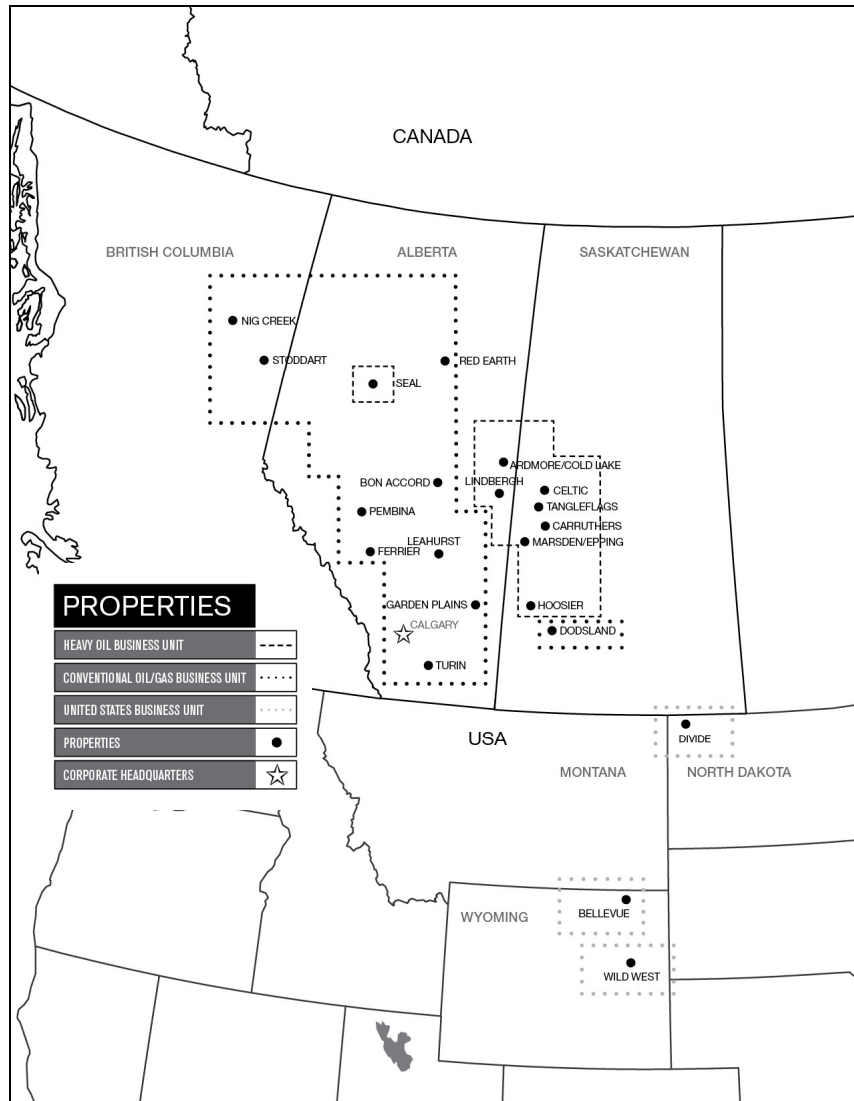 CANADA
BRITISH COLUMBIA
ALBERTA
SASKATCHEWAN
NIG CREEK
STODDART
RED EARTH
SEAL
ARDMORE/COLD LAKE
LINDBERGH
BON ACCORD
CELTIC
TANGLEFLAGS
PEMBINA
CARRUTHERS
LEAHURST
MARSDEN/EPPING
FERRIER
GARDEN PLAINS
HOOSIER
CALGARY
DODSLAND
TURIN
PROPERTIES
HEAVY OIL BUSINESS UNIT
CONVENTIONAL OIL/GAS BUSINESS UNIT
UNITED STATES BUSINESS UNIT
PROPERTIES
CORPORATE HEADQUARTERS
USA
DIVIDE
MONTANA
NORTH DAKOTA
BELLEVUE
WYOMING
WILD WEST